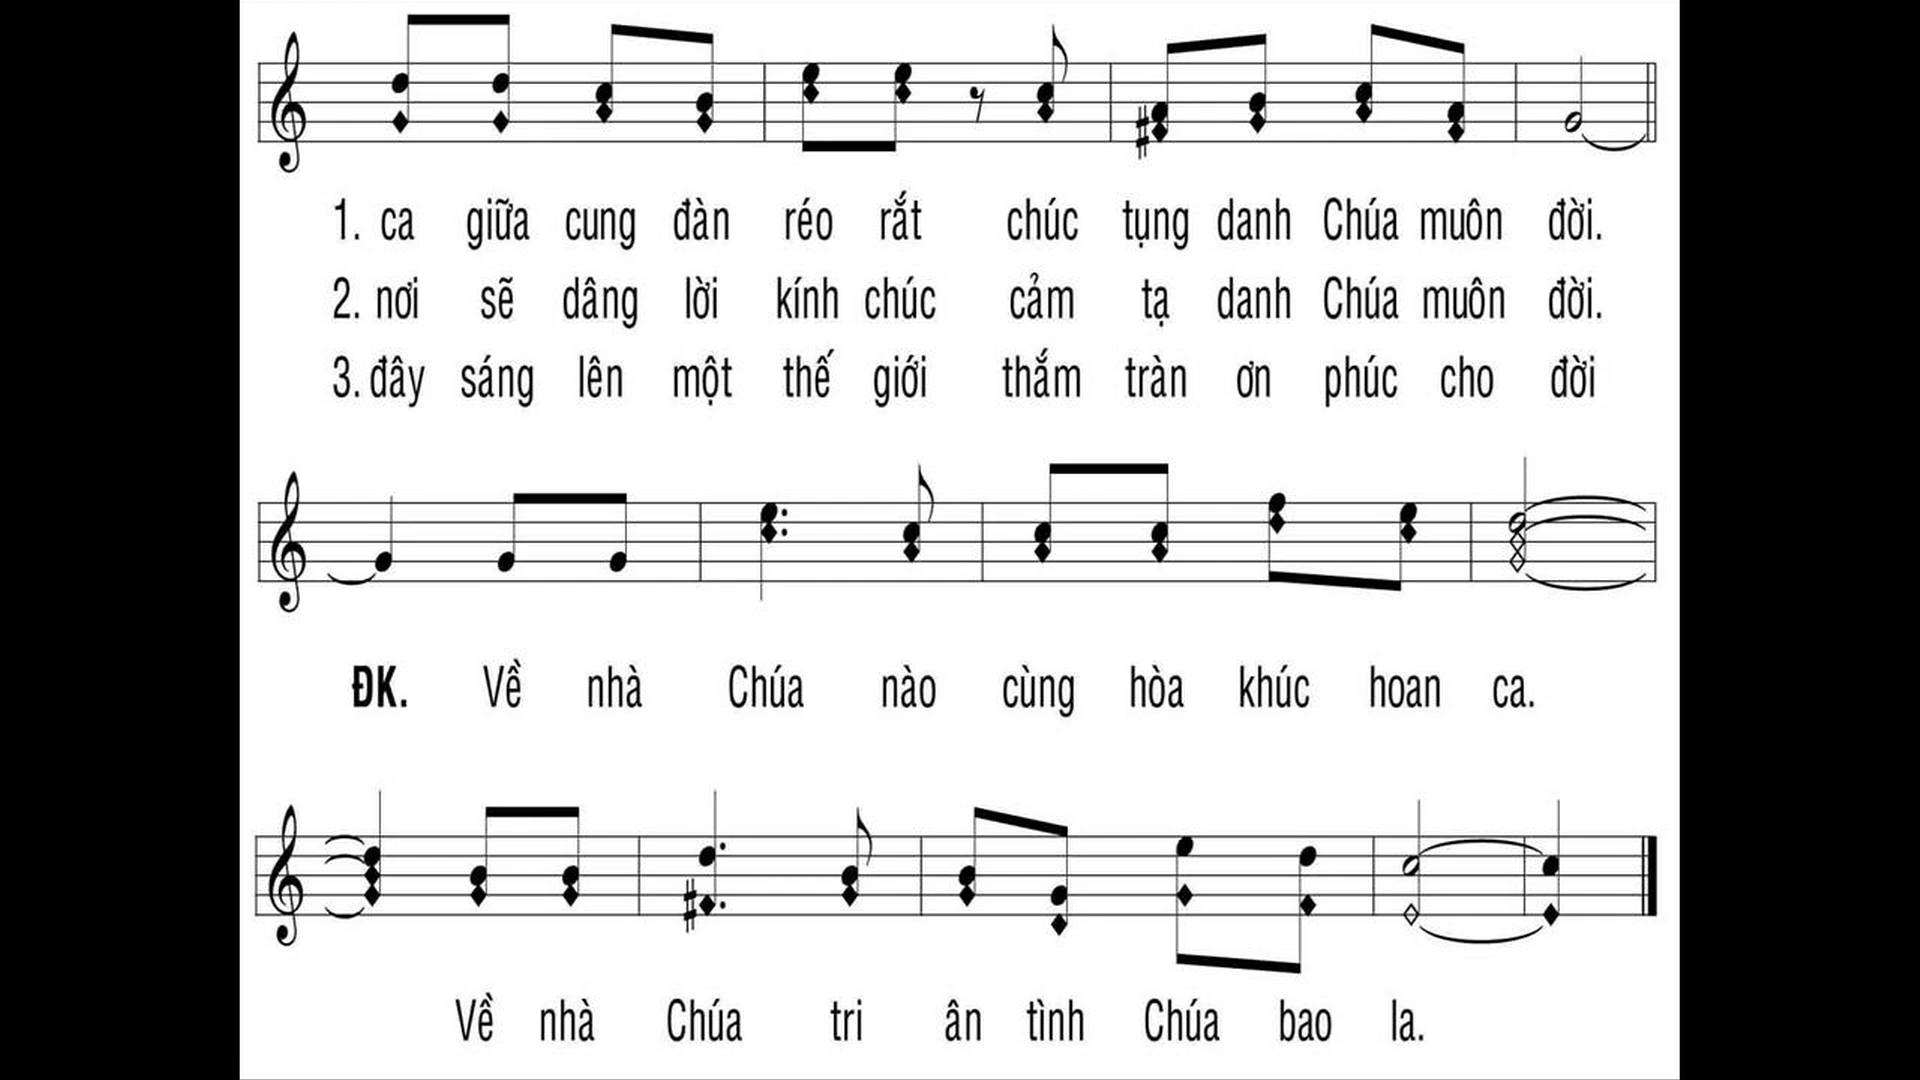 1. ca giữa cung đàn réo rắt chúc tụng danh Chúa muôn đời.
2. nơi sẽ dâng lời kính chúc cảm tạ danh Chúa muôn đời.
3. đây sáng lên một thế giới thắm tràn ơn phúc cho đời
ĐK. Về nhà Chúa nào cùng hòa khúc hoan ca.
Về nhà Chúa tri ân tình Chúa bao la.